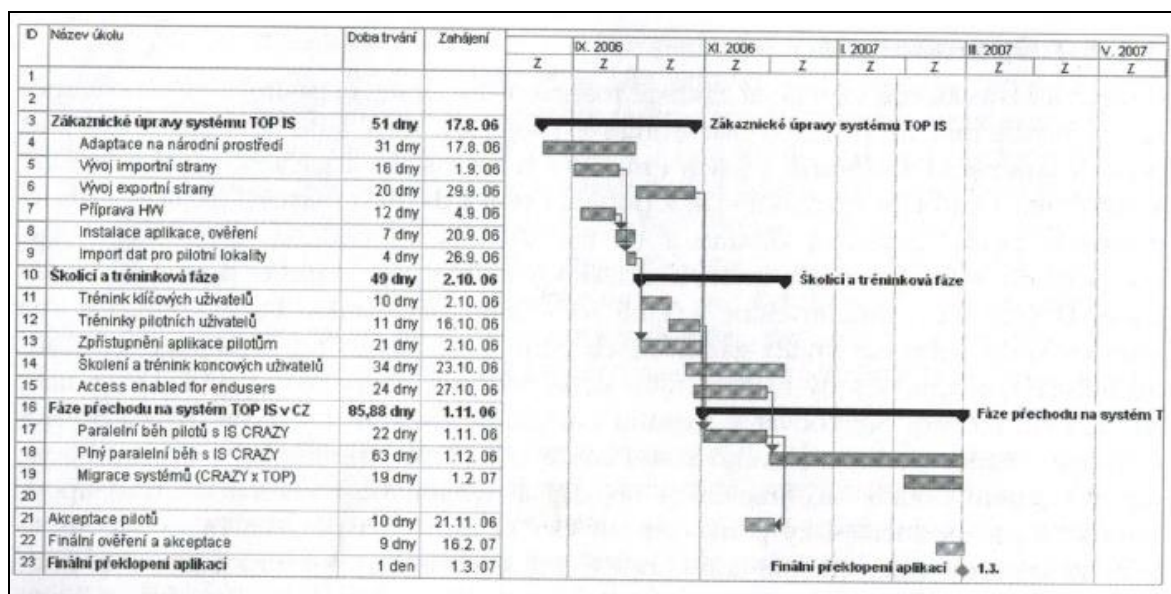 ID Název úkolu Doba trvání Zahájení IX. 2006 XI. 2006 I. 2007 III. 2007 V. 2007
Z Z Z Z Z Z Z Z Z Z
1
2
3 Zákaznické úpravy systému TOP IS 51 dny 17.8. 06 Zákaznické úpravy systému TOP IS
4 Adaptace na národní prostředí 31 dny 17.8. 06
5 Vývoj importní strany 16 dny 1.9. 06
6 Vývoj exportní strany 20 dny 29.9. 06
7 Příprava HW 12 dny 4.9. 06
8 Instalace aplikace, ověření 7 dny 20.9. 06
9 Import dat pro pilotní lokality 4 dny 26.9. 06
10 Školicí a tréninková fáze 49 dny 2.10. 06 Školicí a tréninková fáze
11 Trénink klíčových uživatelů 10 dny 2.10. 06
12 Tréninky pilotních uživatelů 11 dny 16.10. 06
13 Zpřístupnění aplikace pilotům 21 dny 2.10. 06
14 Školení a trénink koncových uživatelů 34 dny 23.10. 06
15 Access enabled for endusers 24 dny 27.10. 06
16 Fáze přechodu na systém TOP IS v CZ 85,88 dny 1.11. 06 Fáze přechodu na systém T
17 Paralelní běh pilotů s IS CRAZY 22 dny 1.11. 06
18 Plný paralelní běh s IS CRAZY 63 dny 1.12. 06
19 Migrace systémů (CRAZY x TOP) 19 dny 1.2. 07
20
21 Akceptace pilotů 10 dny 21.11. 06
22 Finální ověření a akceptace 9 dny 16.2. 07
23 Finální překlopení aplikací 1 den 1.3. 07 Finální překlopení aplikací 1.3.